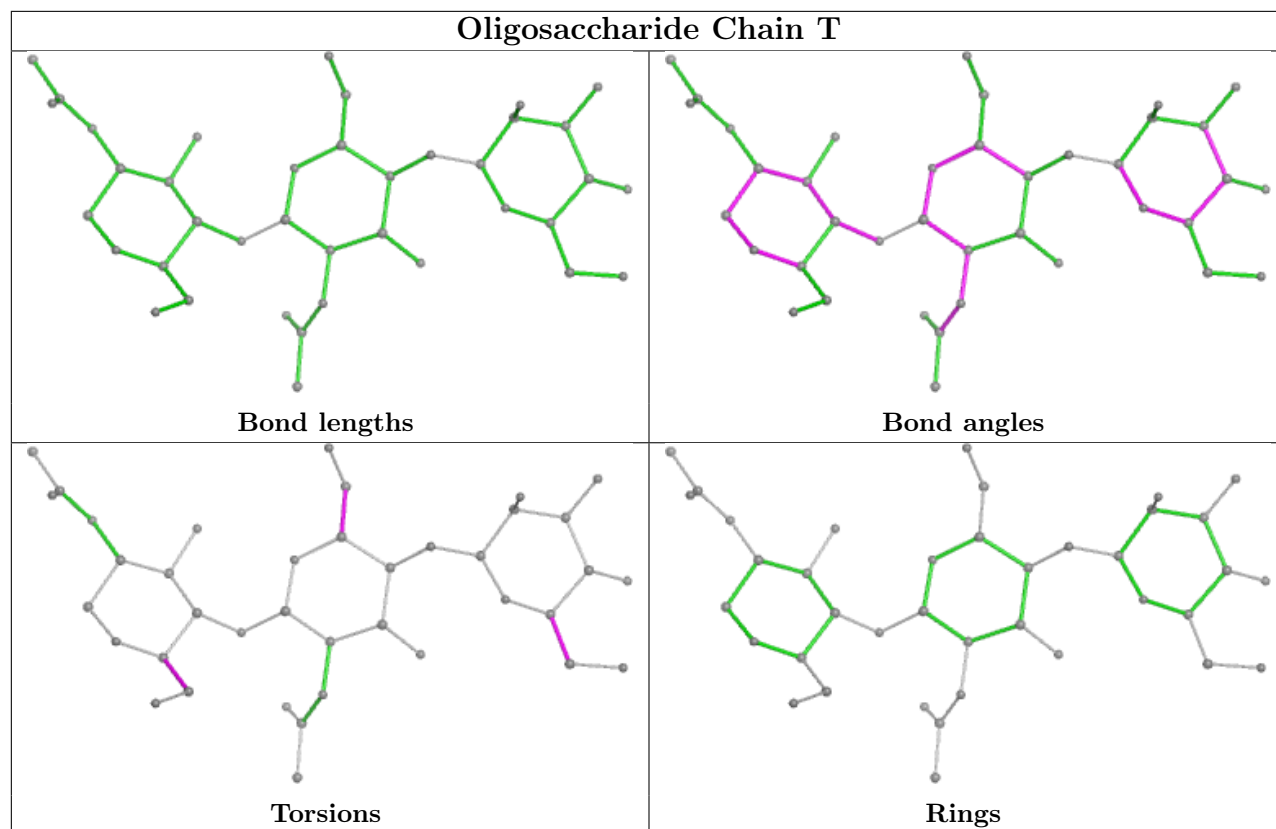 Oligosaccharide Chain T
Bond lengths
Bond angles
Torsions
Rings